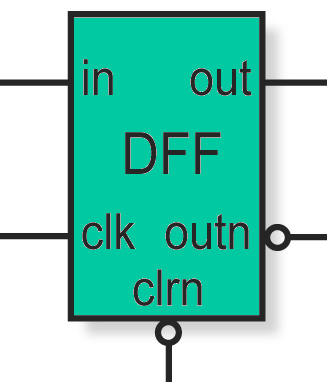 in out
DFF
clk outn
clrn